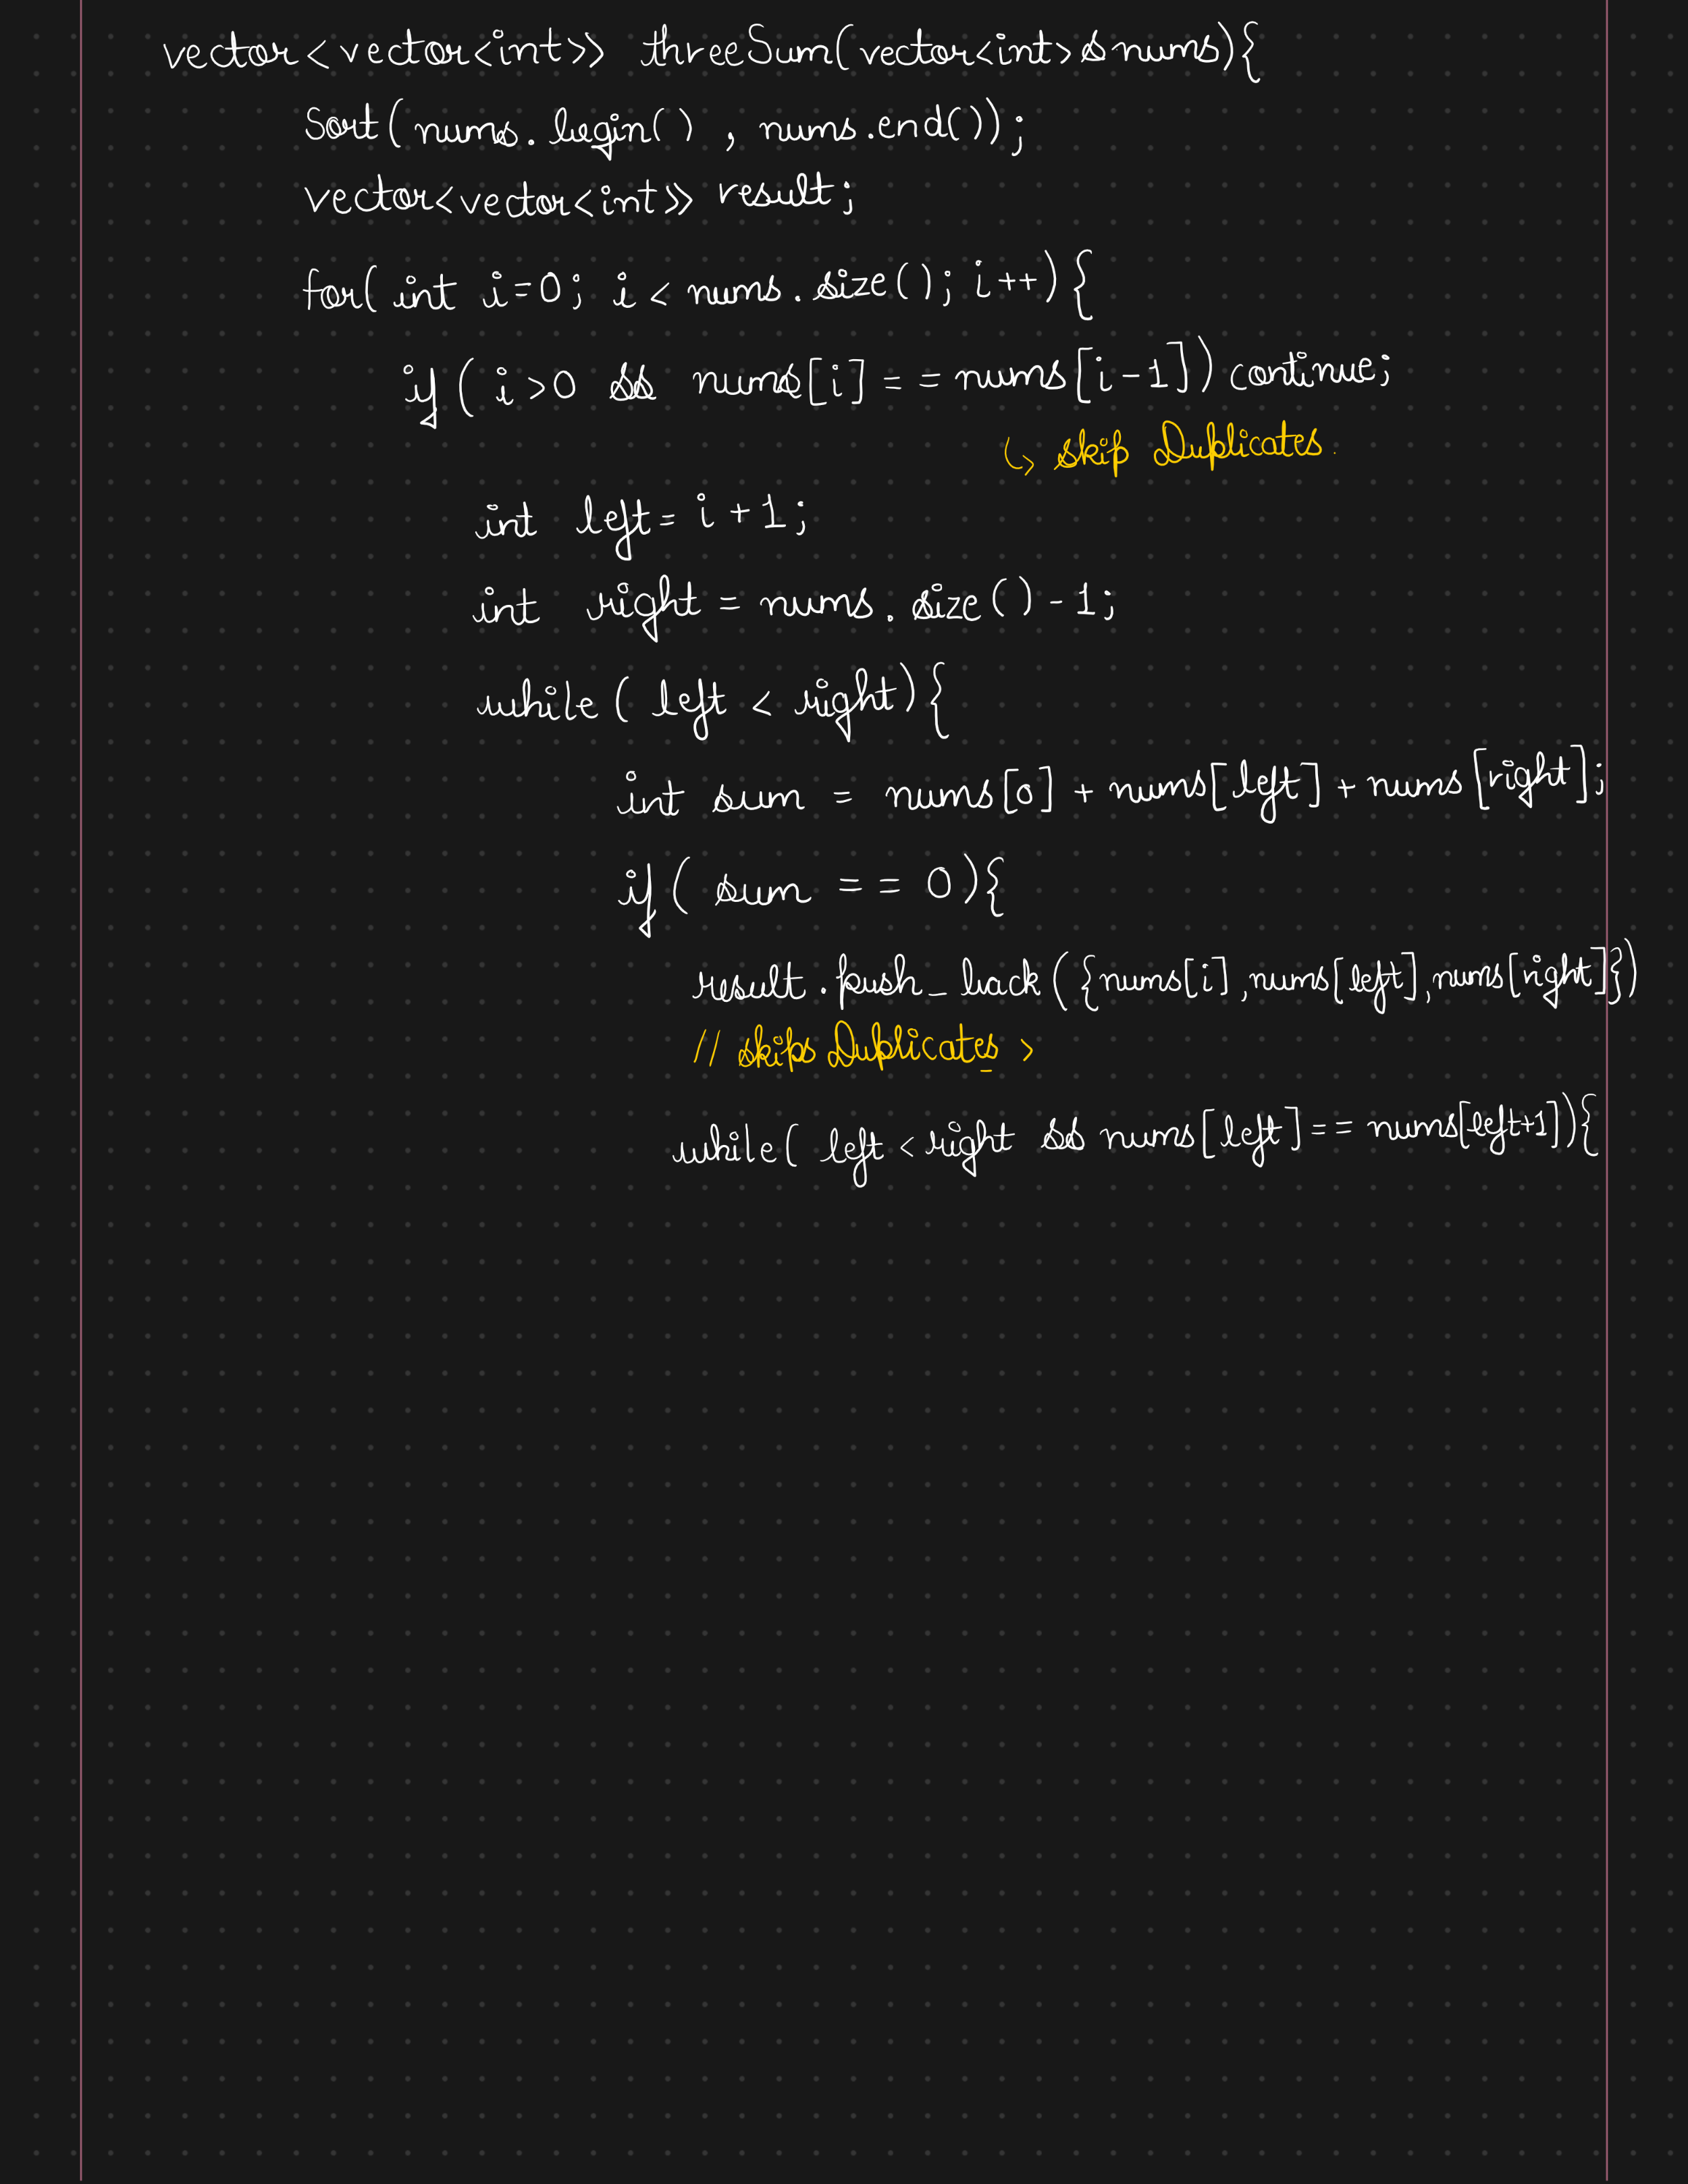 vector<vector<int>> threeSum(vector<int>& nums){
Sort(nums.begin() , nums.end());
vector<vector<int>> result;
for( int i=0; i < nums.size(); i++){
if( i>0 && nums[i] == nums[i-1]) continue;
↳ skip Duplicates.
int left = i + 1;
int right = nums.size() - 1;
while( left < right){
int sum = nums[0] + nums[left] + nums[right];
if( sum == 0){
result.push_back({nums[i],nums[left],nums[right]})
// skips Duplicates >
while( left < right && nums[left] == nums[left+1]){